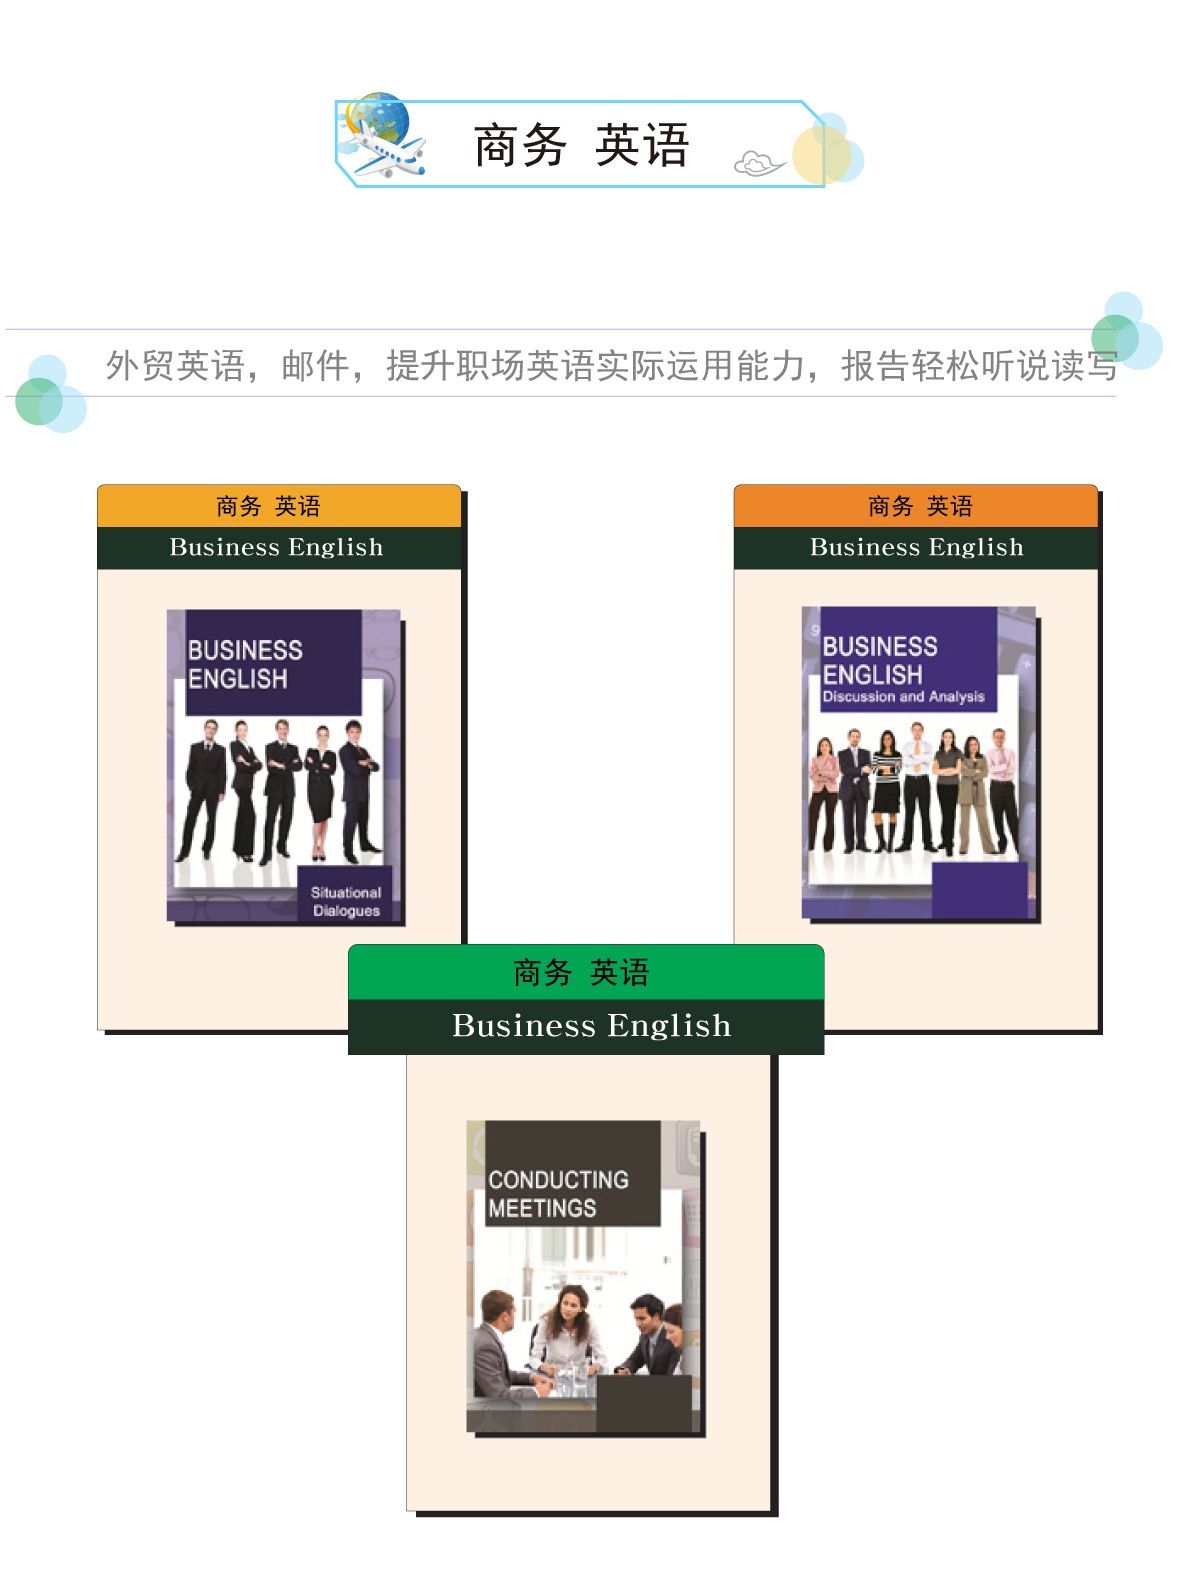 商务 英语
外贸英语，邮件，提升职场英语实际运用能力，报告轻松听说读写
商务 英语
Business English
BUSINESS
ENGLISH
Situational
Dialogues
商务 英语
Business English
BUSINESS
ENGLISH
Discussion and Analysis
商务 英语
Business English
CONDUCTING
MEETINGS